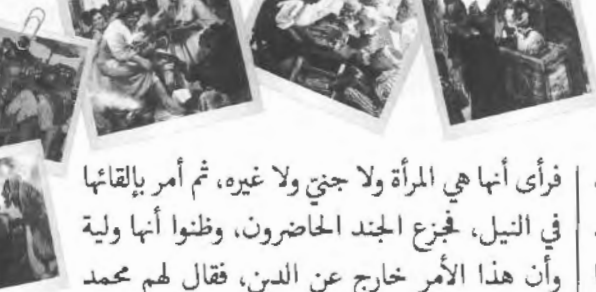 فرأى أنها هي المرأة ولا جنيّ ولا غيره، ثم أمر بإلقائها
في النيل، فجزع الجند الحاضرون، وظنوا أنها ولية
وأن هذا الأمر خارج عن الدين، فقال لهم محمد